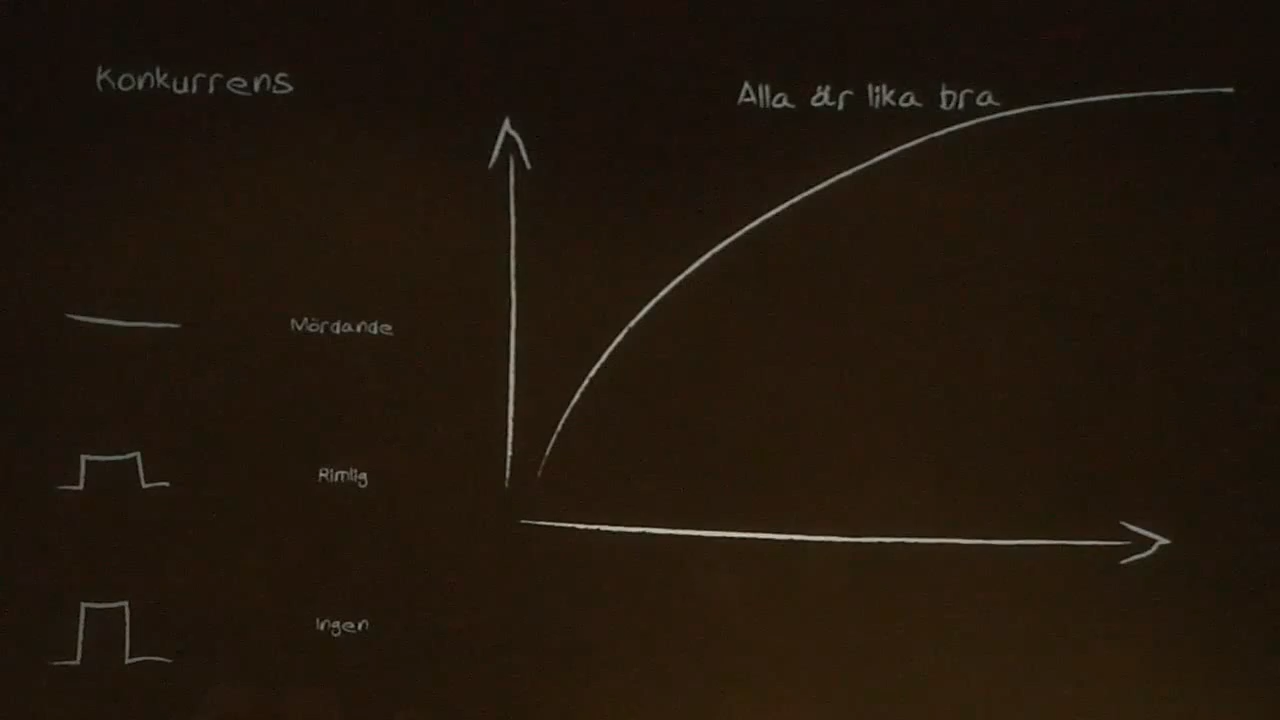 Konkurrens
Alla är lika bra
Mördande
Rimlig
Ingen